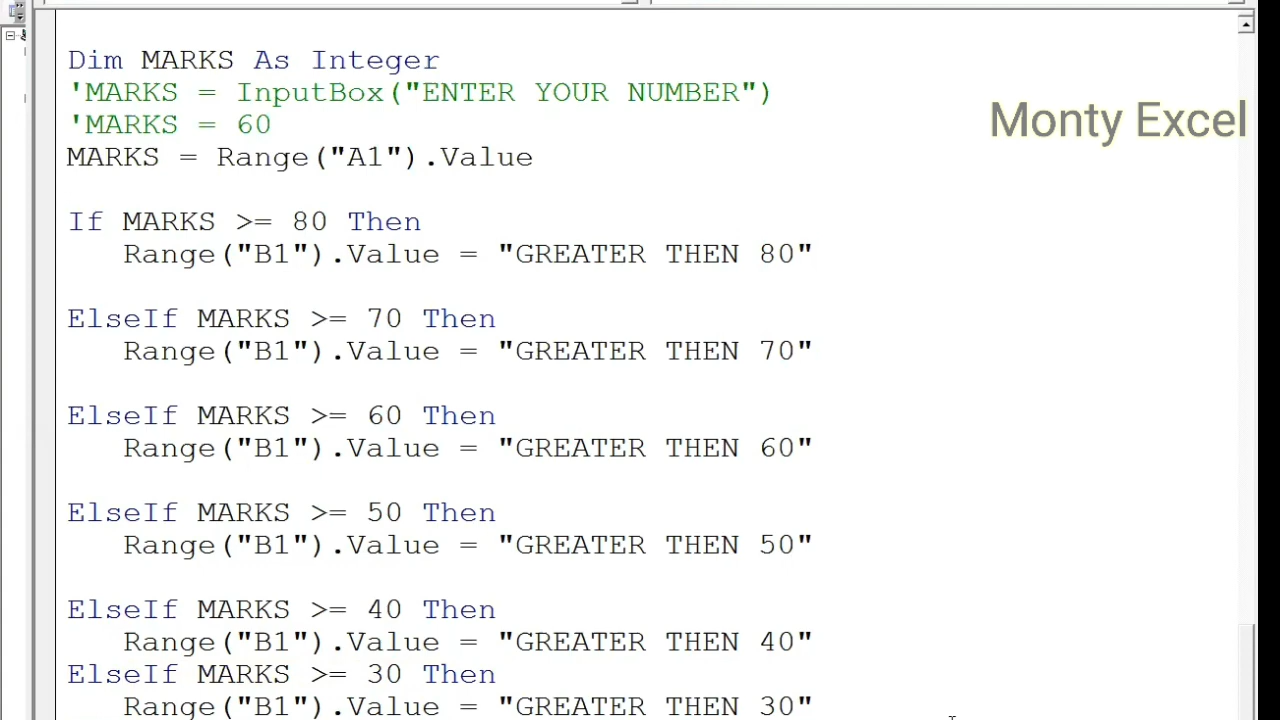 Dim MARKS As Integer
'MARKS = InputBox("ENTER YOUR NUMBER")
Monty Excel
'MARKS = 60
MARKS = Range("A1").Value
If MARKS >= 80 Then
Range("B1").Value = "GREATER THEN 80"
ElseIf MARKS >= 70 Then
Range("B1").Value = "GREATER THEN 70"
ElseIf MARKS >= 60 Then
Range("B1").Value = "GREATER THEN 60"
ElseIf MARKS >= 50 Then
Range("B1").Value = "GREATER THEN 50"
ElseIf MARKS >= 40 Then
Range("B1").Value = "GREATER THEN 40"
ElseIf MARKS >= 30 Then
Range("B1").Value = "GREATER THEN 30"